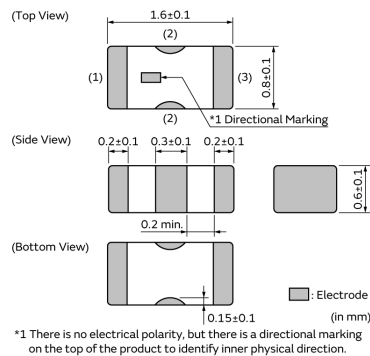 (Top View)
1.6±0.1
(2)
(1)
(3)
0.8±0.1
(2)
*1 Directional Marking
(Side View)
0.2±0.1
0.3±0.1
0.2±0.1
0.6±0.1
0.2 min.
(Bottom View)
: Electrode
0.15±0.1
(in mm)
*1 There is no electrical polarity, but there is a directional marking
on the top of the product to identify inner physical direction.